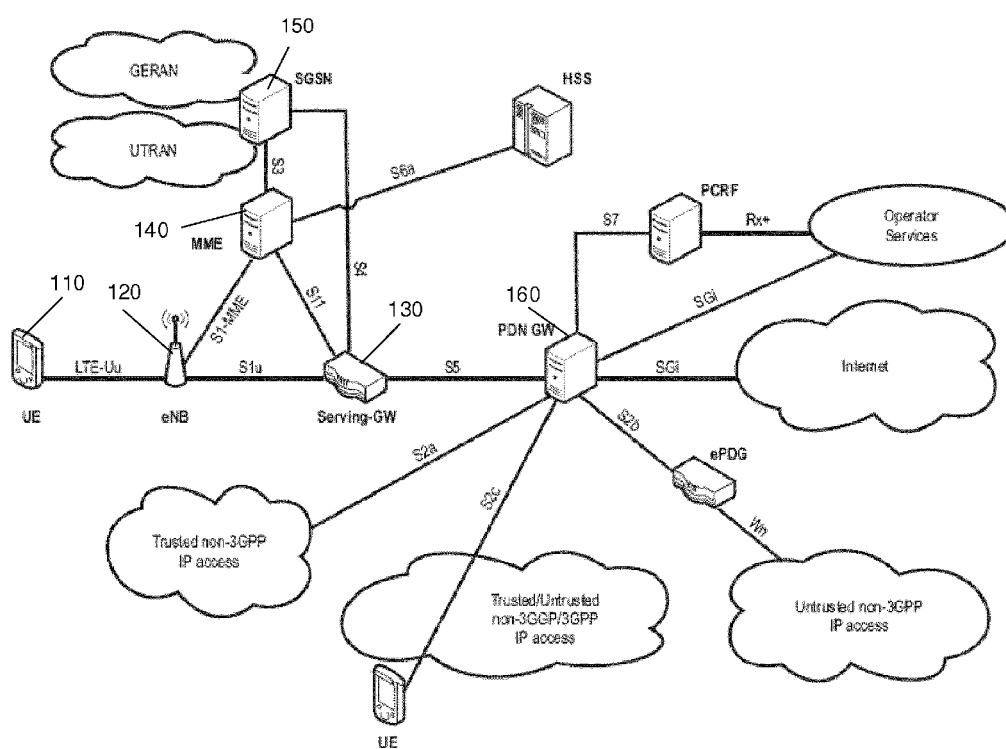 150
GERAN
SGSN
HSS
UTRAN
S3
S6a
140
MME
PCRF
S7
Rx+
Operator
Services
S4
110
120
S1-MME
S11
130
160
PDN GW
SGi
LTE-Uu
S1u
S5
SGi
Internet
UE
eNB
Serving-GW
S2a
S2c
S2b
ePDG
Wn
Trusted non-3GPP
IP access
Trusted/Untrusted
non-3GGP/3GPP
IP access
Untrusted non-3GPP
IP access
UE